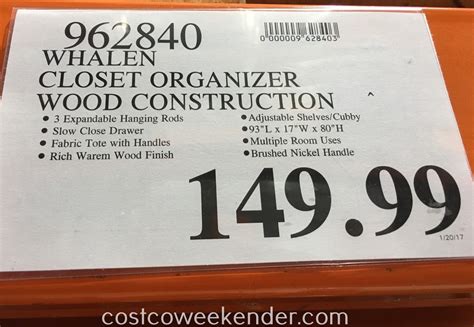 962840
0000009 628403
WHALEN
CLOSET ORGANIZER
WOOD CONSTRUCTION
• 3 Expandable Hanging Rods
• Slow Close Drawer
• Fabric Tote with Handles
• Rich Warem Wood Finish
• Adjustable Shelves/Cubby
• 93"L x 17"W x 80"H
• Multiple Room Uses
• Brushed Nickel Handle
149.99
1/20/17
costcoweekender.com